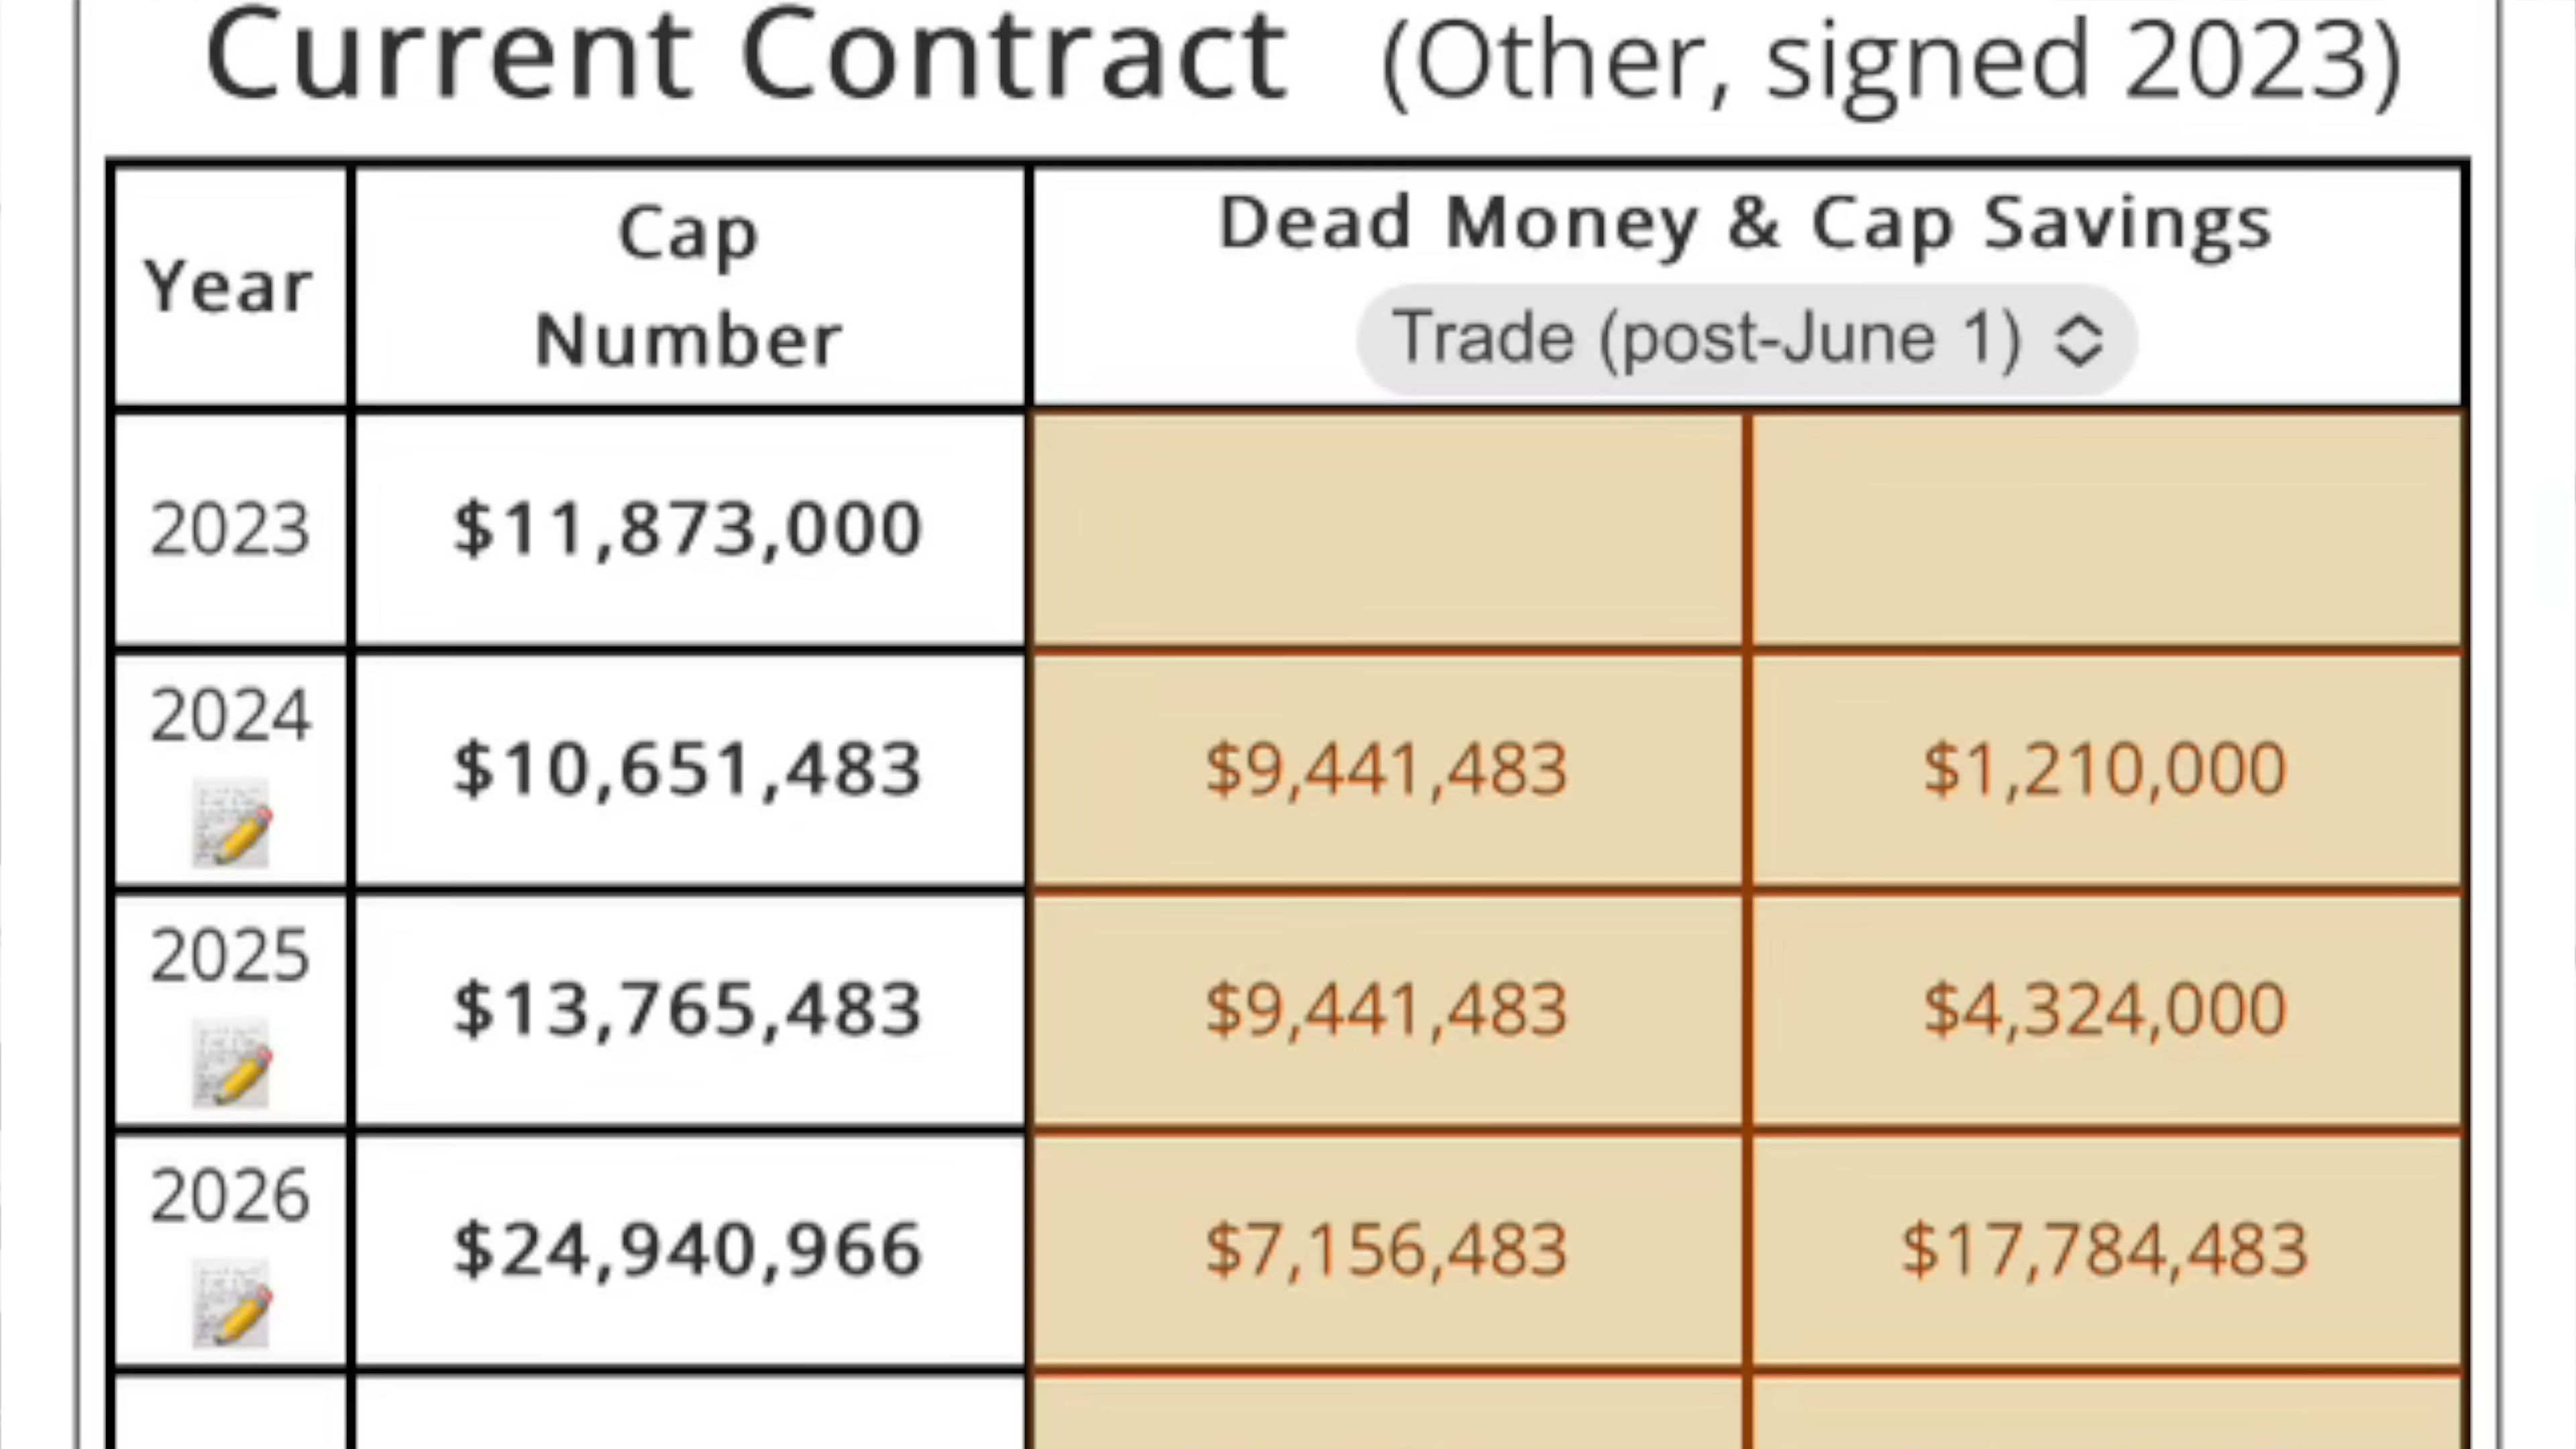 Current Contract (Other, signed 2023)
Year
Cap
Number
Dead Money & Cap Savings
Trade (post-June 1)
2023 $11,873,000
2024 $10,651,483 $9,441,483 $1,210,000
2025 $13,765,483 $9,441,483 $4,324,000
2026 $24,940,966 $7,156,483 $17,784,483